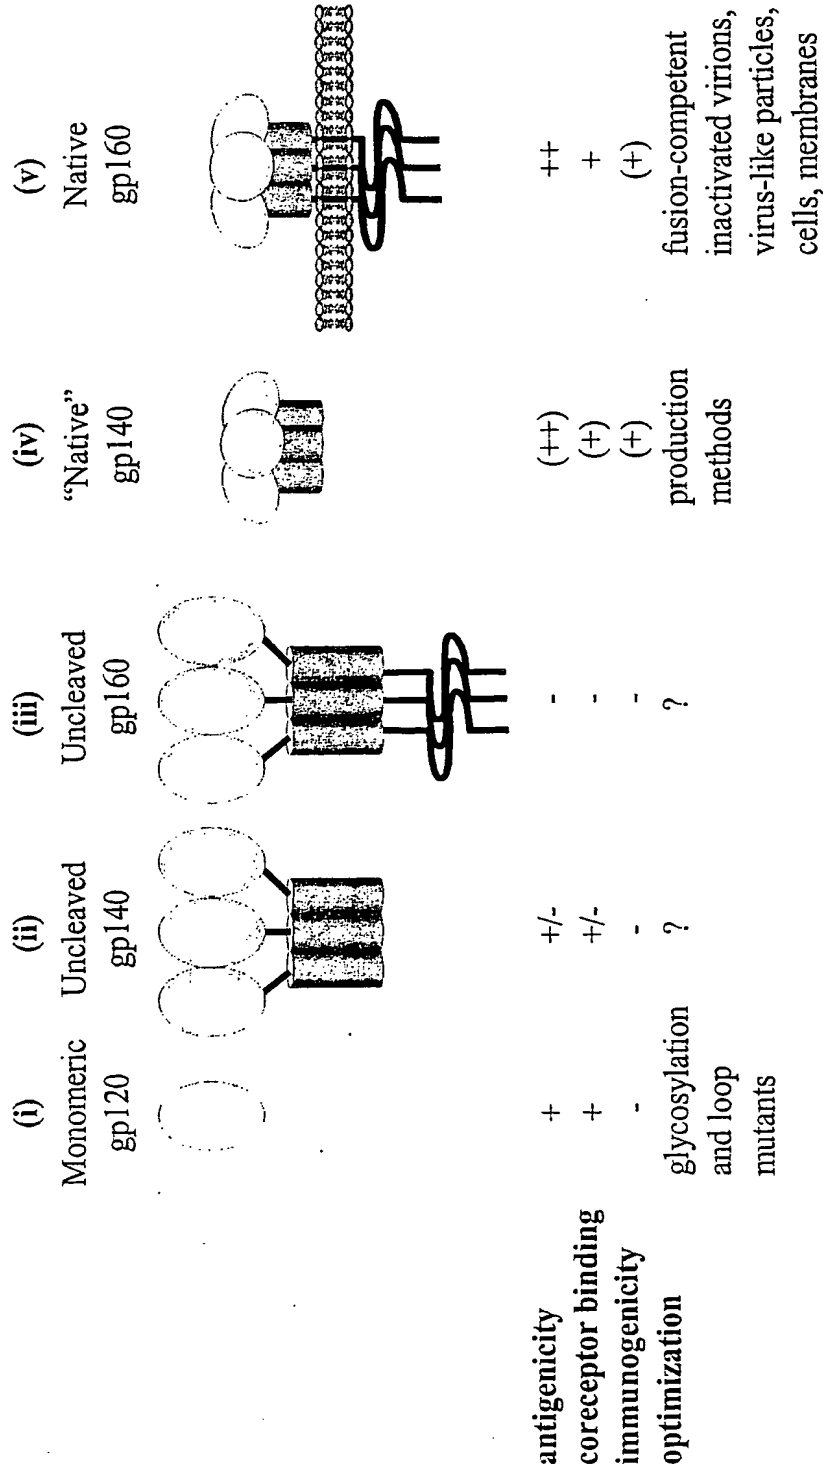 (i)
Monomeric
gp120
(ii)
Uncleaved
gp140
(iii)
Uncleaved
gp160
(iv)
“Native”
gp140
(v)
Native
gp160
antigenicity + +/- - (++) ++
coreceptor binding + +/- - (+) +
immunogenicity - - - (+) (+)
optimization
glycosylation
and loop
mutants
?
?
production
methods
fusion-competent
inactivated virions,
virus-like particles,
cells, membranes